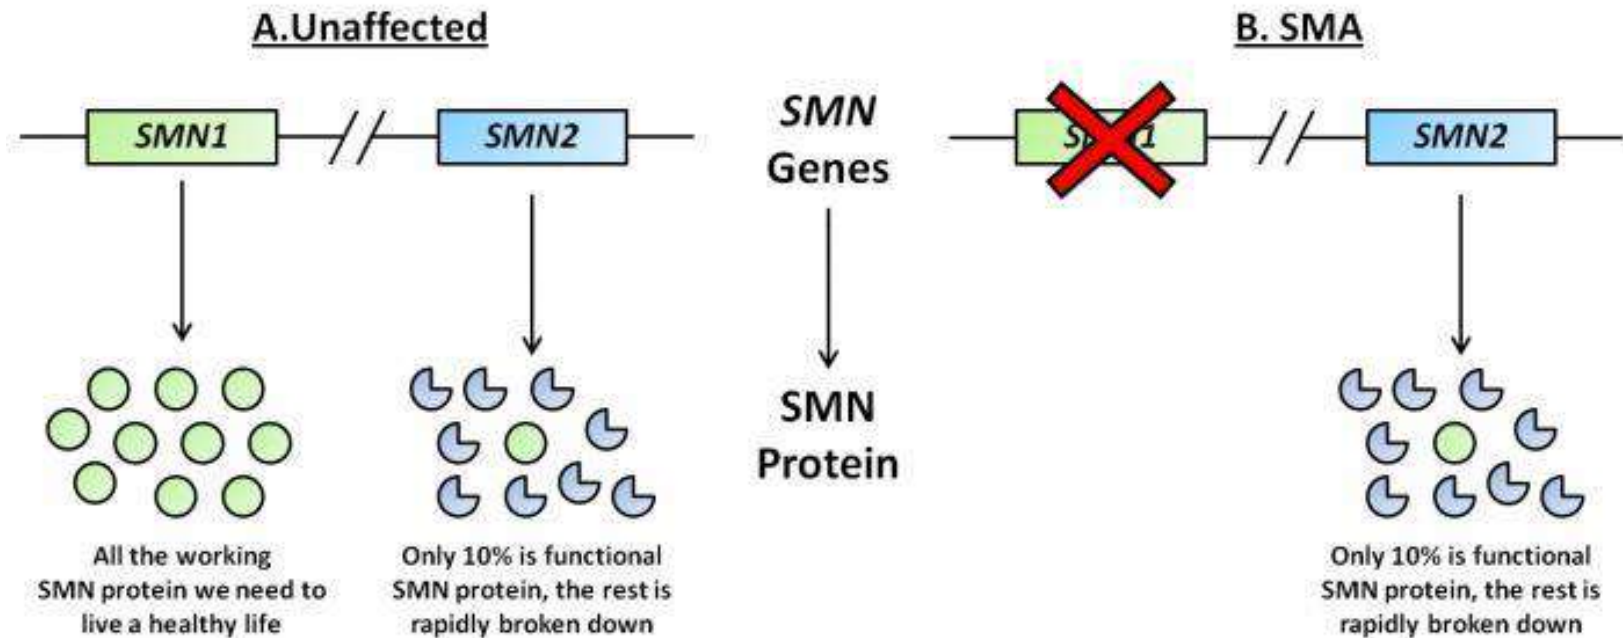 A.Unaffected
B. SMA
SMN1
SMN2
SMN
Genes
SMN2
SMN
Protein
All the working
SMN protein we need to
live a healthy life
Only 10% is functional
SMN protein, the rest is
rapidly broken down
Only 10% is functional
SMN protein, the rest is
rapidly broken down